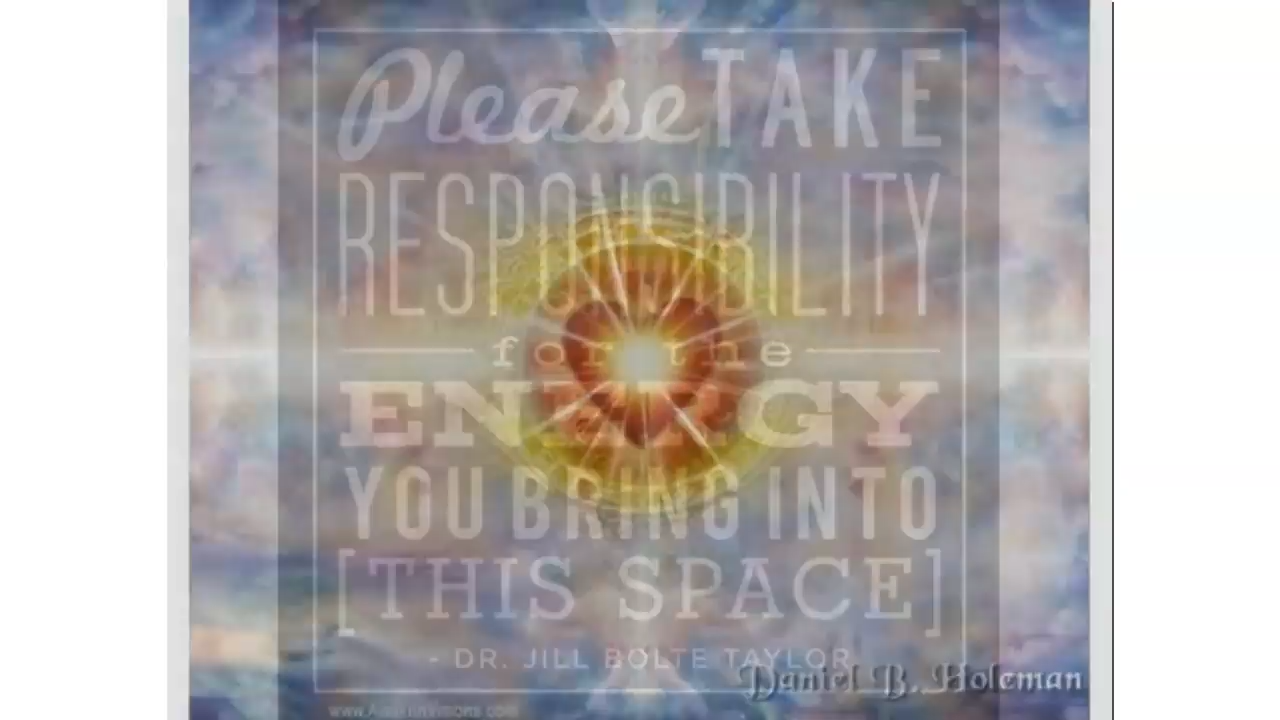 Please TAKE
RESPONSIBILITY
for the
ENERGY
YOU BRING INTO
[THIS SPACE]
- DR. JILL BOLTE TAYLOR
Daniel B. Holeman